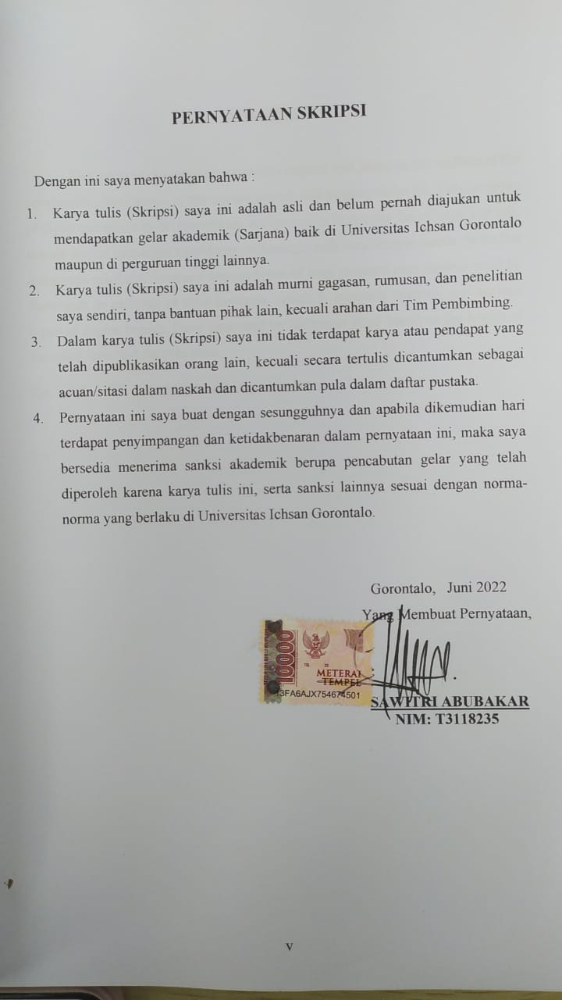 PERNYATAAN SKRIPSI
Dengan ini saya menyatakan bahwa :
1. Karya tulis (Skripsi) saya ini adalah asli dan belum pernah diajukan untuk
mendapatkan gelar akademik (Sarjana) baik di Universitas Ichsan Gorontalo
maupun di perguruan tinggi lainnya.
2. Karya tulis (Skripsi) saya ini adalah murni gagasan, rumusan, dan penelitian
saya sendiri, tanpa bantuan pihak lain, kecuali arahan dari Tim Pembimbing.
3. Dalam karya tulis (Skripsi) saya ini tidak terdapat karya atau pendapat yang
telah dipublikasikan orang lain, kecuali secara tertulis dicantumkan sebagai
acuan/sitasi dalam naskah dan dicantumkan pula dalam daftar pustaka.
4. Pernyataan ini saya buat dengan sesungguhnya dan apabila dikemudian hari
terdapat penyimpangan dan ketidakbenaran dalam pernyataan ini, maka saya
bersedia menerima sanksi akademik berupa pencabutan gelar yang telah
diperoleh karena karya tulis ini, serta sanksi lainnya sesuai dengan norma-
norma yang berlaku di Universitas Ichsan Gorontalo.
Gorontalo, Juni 2022
Yang Membuat Pernyataan,
10000
METERAI
TEMPEL
13FA6AJX754674501
SAWITRI ABUBAKAR
NIM: T3118235
v